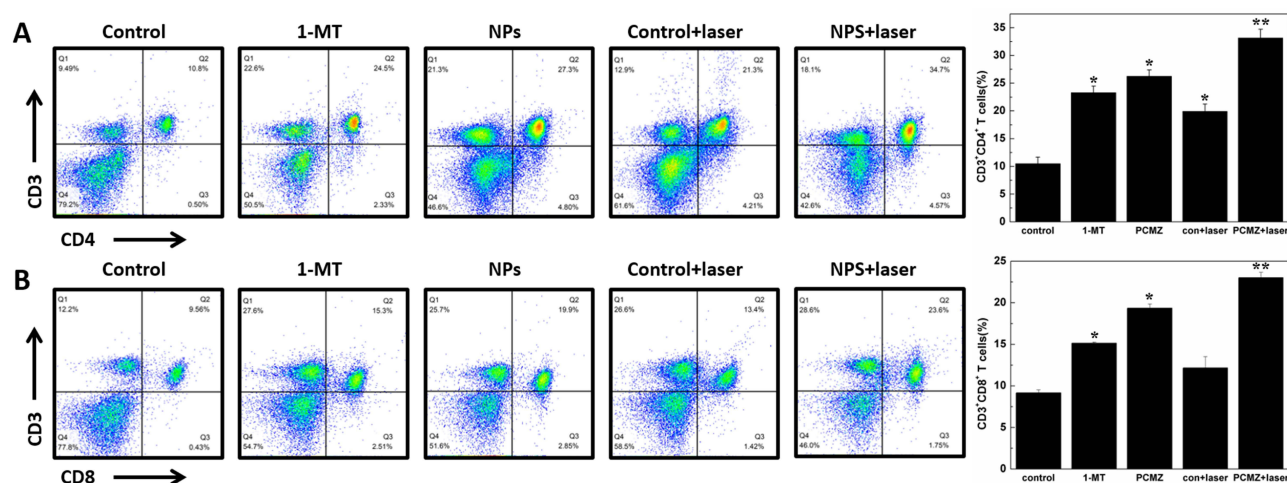 A
Control
1-MT
NPs
Control+laser
NPS+laser
Q1
9.49%
Q2
10.8%
Q4
79.2%
Q3
0.50%
Q1
22.6%
Q2
24.5%
Q4
50.5%
Q3
2.33%
Q1
21.3%
Q2
27.3%
Q4
46.6%
Q3
4.80%
Q1
12.9%
Q2
21.3%
Q4
61.6%
Q3
4.21%
Q1
18.1%
Q2
34.7%
Q4
42.6%
Q3
4.57%
CD3
CD4
CD3+CD4+ T cells(%)
35
30
25
20
15
10
5
0
*
*
*
**
control
1-MT
PCMZ
con+laser
PCMZ+laser
B
Control
1-MT
NPs
Control+laser
NPS+laser
Q1
12.2%
Q2
9.56%
Q4
77.8%
Q3
0.43%
Q1
27.6%
Q2
15.3%
Q4
54.7%
Q3
2.51%
Q1
25.7%
Q2
19.9%
Q4
51.6%
Q3
2.85%
Q1
26.6%
Q2
13.4%
Q4
58.5%
Q3
1.42%
Q1
28.6%
Q2
23.6%
Q4
46.0%
Q3
1.75%
CD3
CD8
CD3+CD8+ T cells(%)
25
20
15
10
5
0
*
*
**
control
1-MT
PCMZ
con+laser
PCMZ+laser